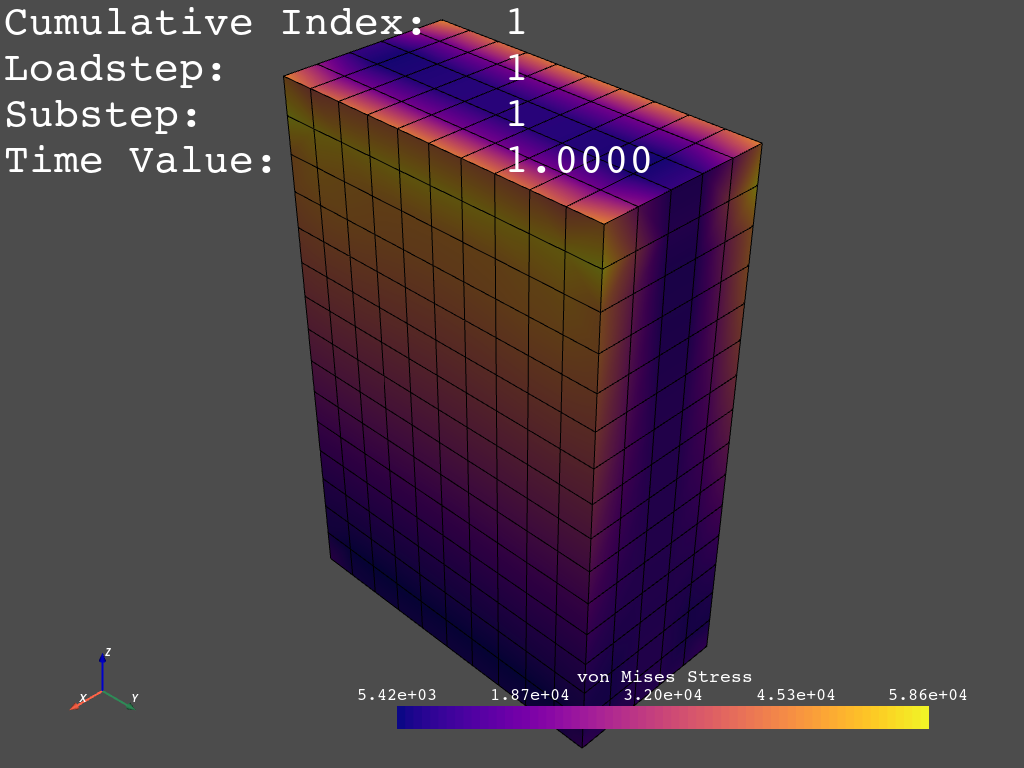 Cumulative Index: 1
Loadstep: 1
Substep: 1
Time Value: 1.0000
Z
X Y
von Mises Stress
5.42e+03 1.87e+04 3.20e+04 4.53e+04 5.86e+04